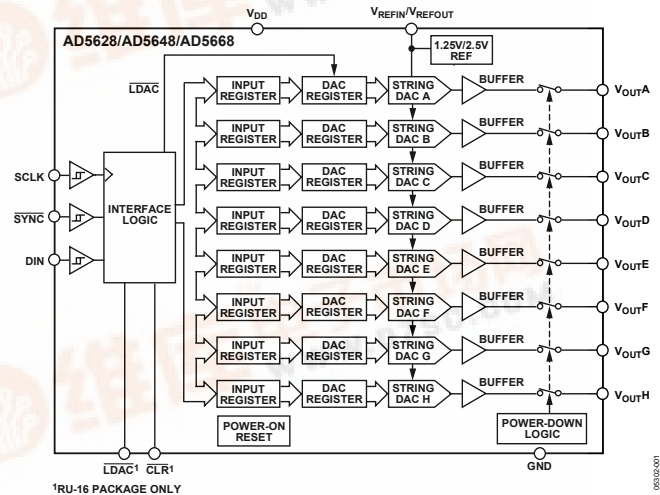 V_DD
V_REFIN/V_REFOUT
AD5628/AD5648/AD5668
1.25V/2.5V
REF
LDAC
INPUT
REGISTER
DAC
REGISTER
STRING
DAC A
BUFFER
V_OUTA
INPUT
REGISTER
DAC
REGISTER
STRING
DAC B
BUFFER
V_OUTB
INPUT
REGISTER
DAC
REGISTER
STRING
DAC C
BUFFER
V_OUTC
SCLK
SYNC
DIN
INTERFACE
LOGIC
INPUT
REGISTER
DAC
REGISTER
STRING
DAC D
BUFFER
V_OUTD
INPUT
REGISTER
DAC
REGISTER
STRING
DAC E
BUFFER
V_OUTE
INPUT
REGISTER
DAC
REGISTER
STRING
DAC F
BUFFER
V_OUTF
INPUT
REGISTER
DAC
REGISTER
STRING
DAC G
BUFFER
V_OUTG
INPUT
REGISTER
DAC
REGISTER
STRING
DAC H
BUFFER
V_OUTH
POWER-ON
RESET
POWER-DOWN
LOGIC
LDAC¹
CLR¹
GND
¹RU-16 PACKAGE ONLY
05302-001